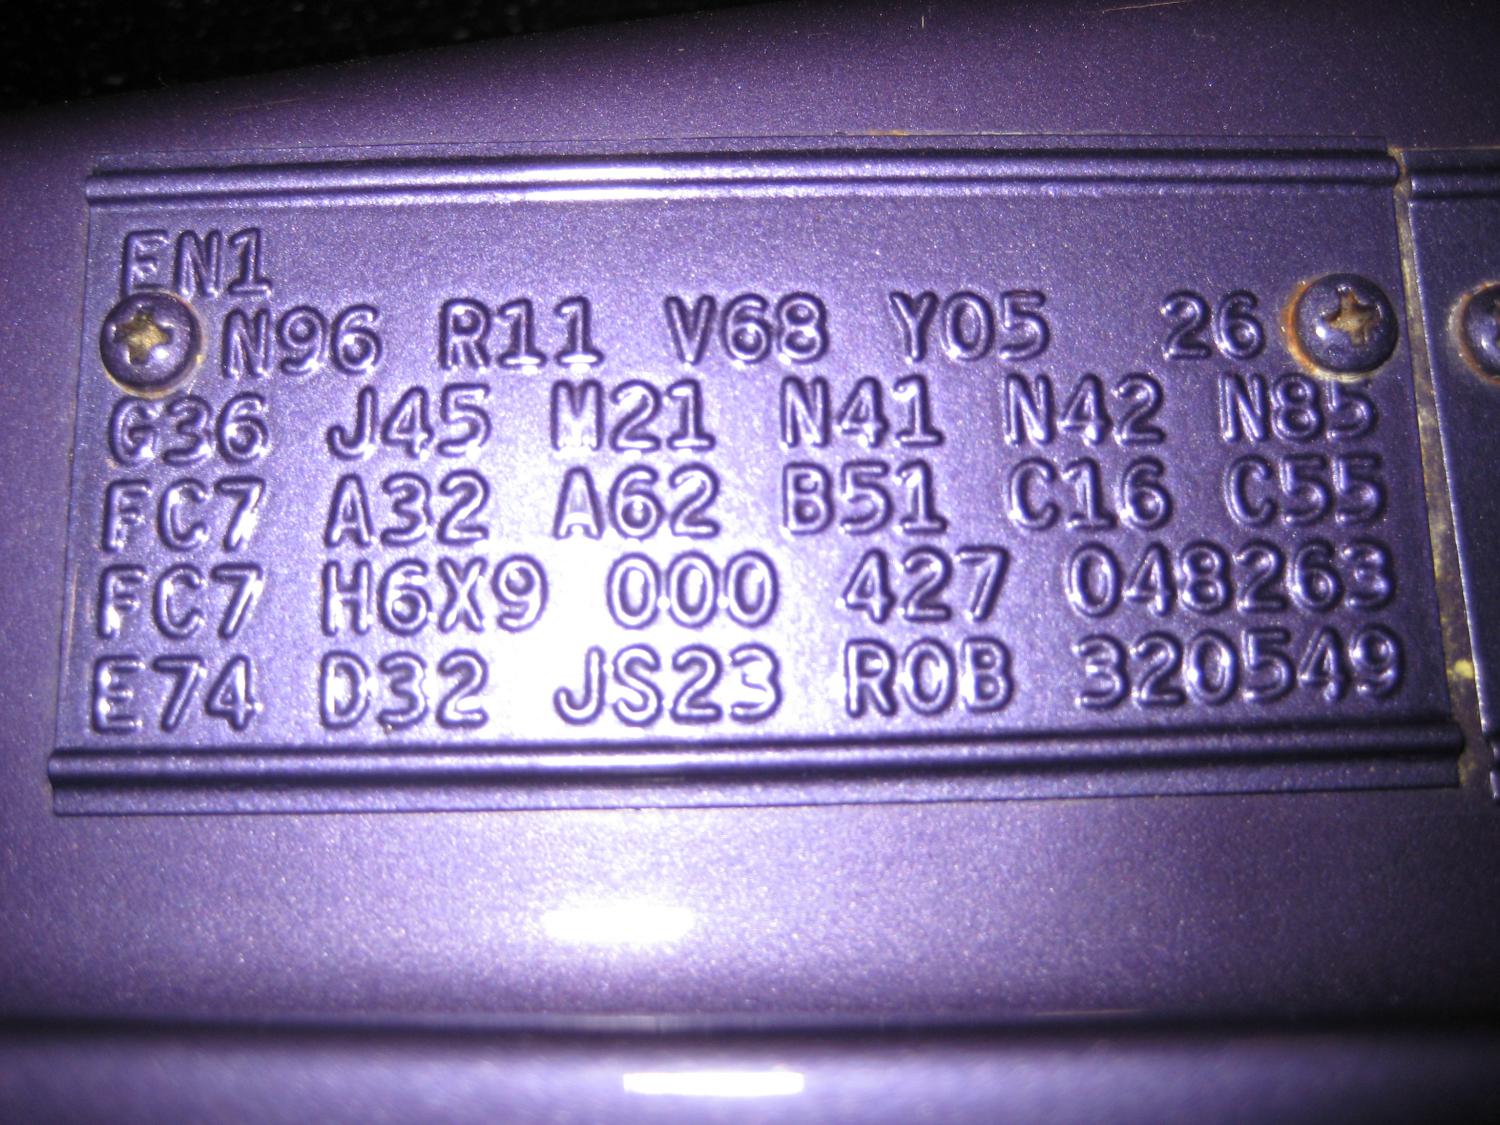 EN1
N96 R11 V68 Y05 26
G36 J45 M21 N41 N42 N85
FC7 A32 A62 B51 C16 C55
FC7 H6X9 000 427 048263
E74 D32 JS23 R0B 320549